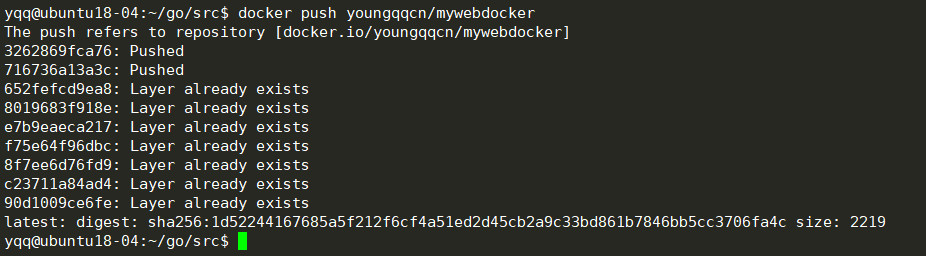 yqq@ubuntu18-04:~/go/src$ docker push youngqqcn/mywebdocker
The push refers to repository [docker.io/youngqqcn/mywebdocker]
3262869fca76: Pushed
716736a13a3c: Pushed
652fefcd9ea8: Layer already exists
8019683f918e: Layer already exists
e7b9eaeca217: Layer already exists
f75e64f96dbc: Layer already exists
8f7ee6d76fd9: Layer already exists
c23711a84ad4: Layer already exists
90d1009ce6fe: Layer already exists
latest: digest: sha256:1d52244167685a5f212f6cf4a51ed2d45cb2a9c33bd861b7846bb5cc3706fa4c size: 2219
yqq@ubuntu18-04:~/go/src$